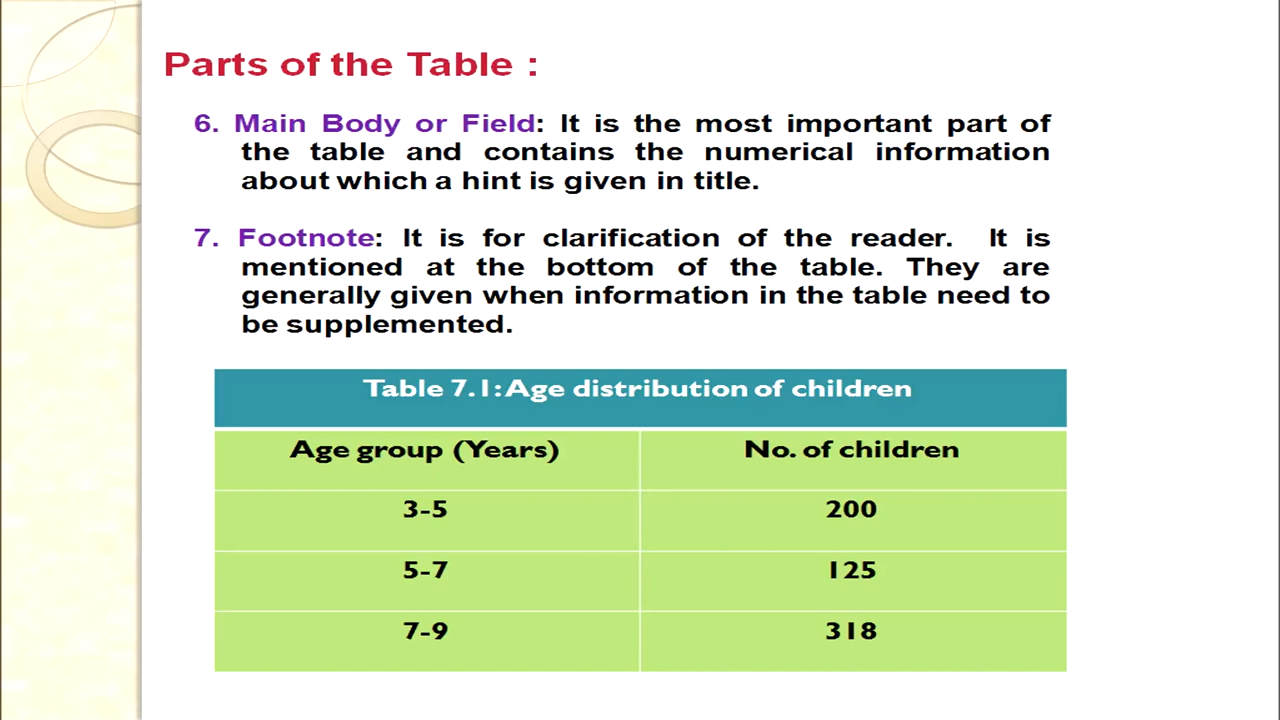 Parts of the Table :
6. Main Body or Field: It is the most important part of
the table and contains the numerical information
about which a hint is given in title.
7. Footnote: It is for clarification of the reader. It is
mentioned at the bottom of the table. They are
generally given when information in the table need to
be supplemented.
Table 7.1: Age distribution of children
Age group (Years) No. of children
3-5 200
5-7 125
7-9 318